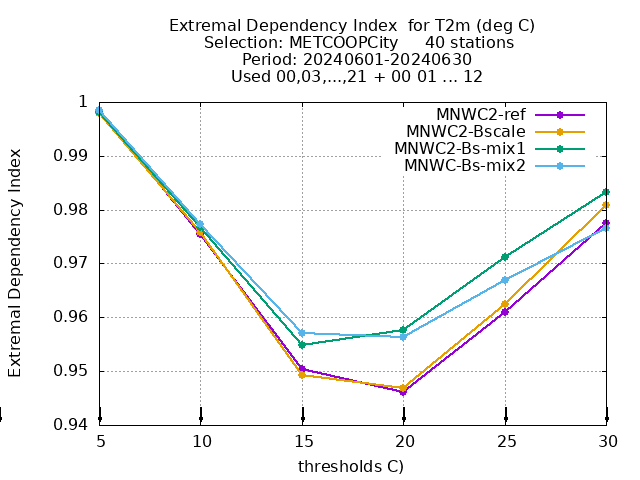 Extremal Dependency Index  for T2m (deg C)
Selection: METCOOPCity     40 stations
Period: 20240601-20240630
Used 00,03,...,21 + 00 01 ... 12
MNWC2-ref
MNWC2-Bscale
MNWC2-Bs-mix1
MNWC-Bs-mix2
Extremal Dependency Index
1
0.99
0.98
0.97
0.96
0.95
0.94
5 10 15 20 25 30
thresholds C)